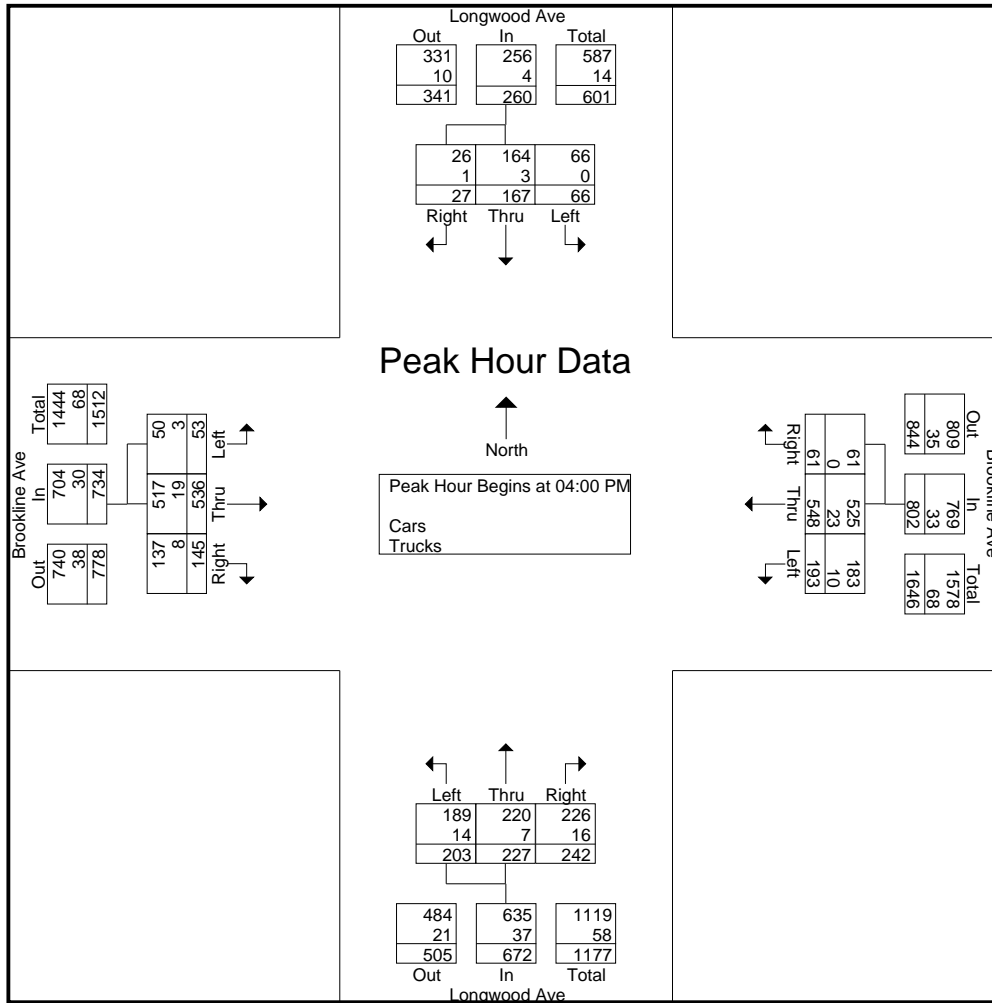 Longwood Ave
Out In Total
331 256 587
10 4 14
341 260 601
26 164 66
1 3 0
27 167 66
Right Thru Left
Peak Hour Data
North
Peak Hour Begins at 04:00 PM
Cars
Trucks
Brookline Ave
Total In Out
1444 704 740
68 30 38
1512 734 778
50 517 137
3 19 8
53 536 145
Left Thru Right
Brookline Ave
Out In Total
809 769 1578
35 33 68
844 802 1646
61 525 183
0 23 10
61 548 193
Right Thru Left
Left Thru Right
189 220 226
14 7 16
203 227 242
484 635 1119
21 37 58
505 672 1177
Out In Total
Longwood Ave